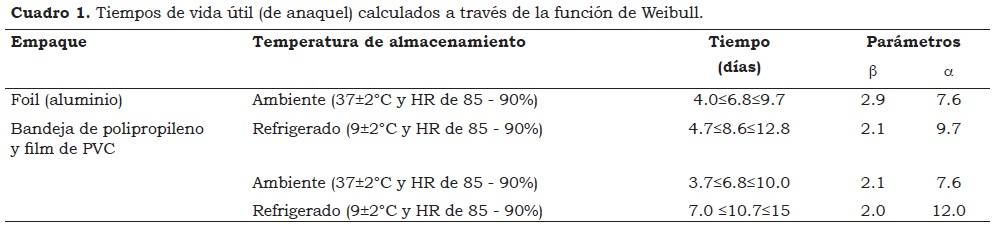 Cuadro 1. Tiempos de vida útil (de anaquel) calculados a través de la función de Weibull.
Empaque Temperatura de almacenamiento Tiempo Parámetros
(días) β α
Foil (aluminio) Ambiente (37±2°C y HR de 85 - 90%) 4.0≤6.8≤9.7 2.9 7.6
Bandeja de polipropileno Refrigerado (9±2°C y HR de 85 - 90%) 4.7≤8.6≤12.8 2.1 9.7
y film de PVC
Ambiente (37±2°C y HR de 85 - 90%) 3.7≤6.8≤10.0 2.1 7.6
Refrigerado (9±2°C y HR de 85 - 90%) 7.0 ≤10.7≤15 2.0 12.0